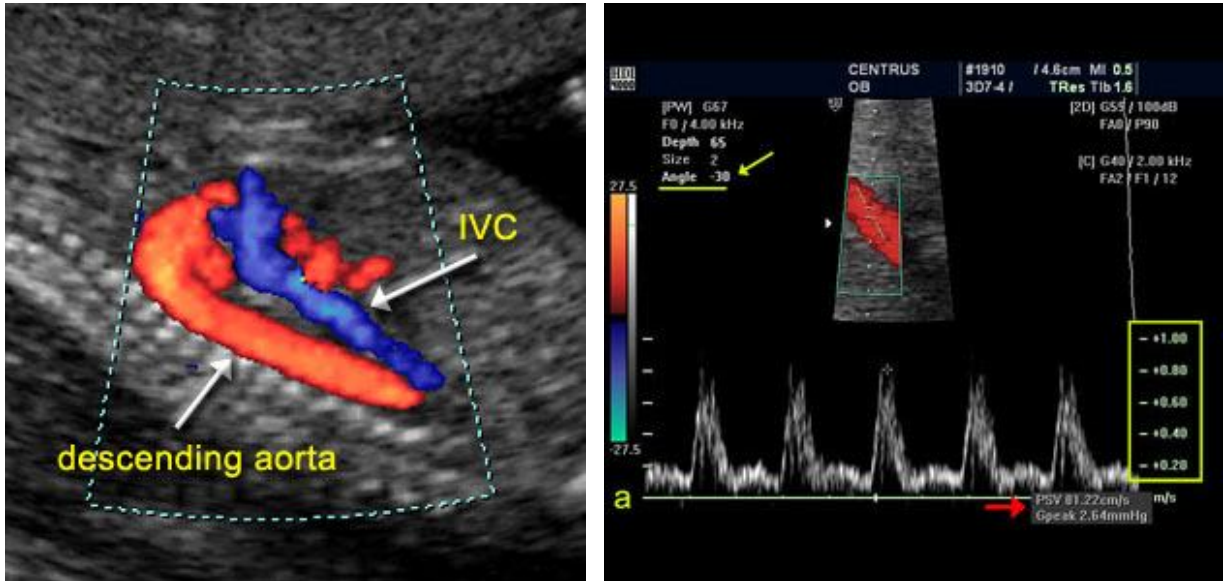 IVC
descending aorta
CENTRUS
OB
#1910 / 4.6cm MI 0.5
3D7-4 / TRes TIb 1.6
[PW] G67
F0 / 4.00 kHz
Depth 65
Size 2
Angle -30
[2D] G55 / 100dB
FA0 / P90
[C] G40 / 2.00 kHz
FA2 / F1 / 12
27.5
-27.5
+1.00
+0.80
+0.60
+0.40
+0.20
m/s
a
PSV 81.22cm/s
Gpeak 2.64mmHg